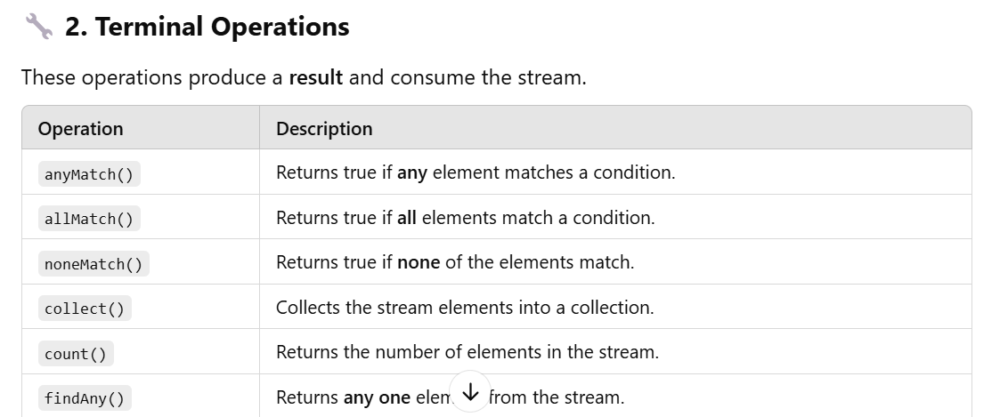 2. Terminal Operations
These operations produce a result and consume the stream.
Operation Description
anyMatch() Returns true if any element matches a condition.
allMatch() Returns true if all elements match a condition.
noneMatch() Returns true if none of the elements match.
collect() Collects the stream elements into a collection.
count() Returns the number of elements in the stream.
findAny() Returns any one from the stream.